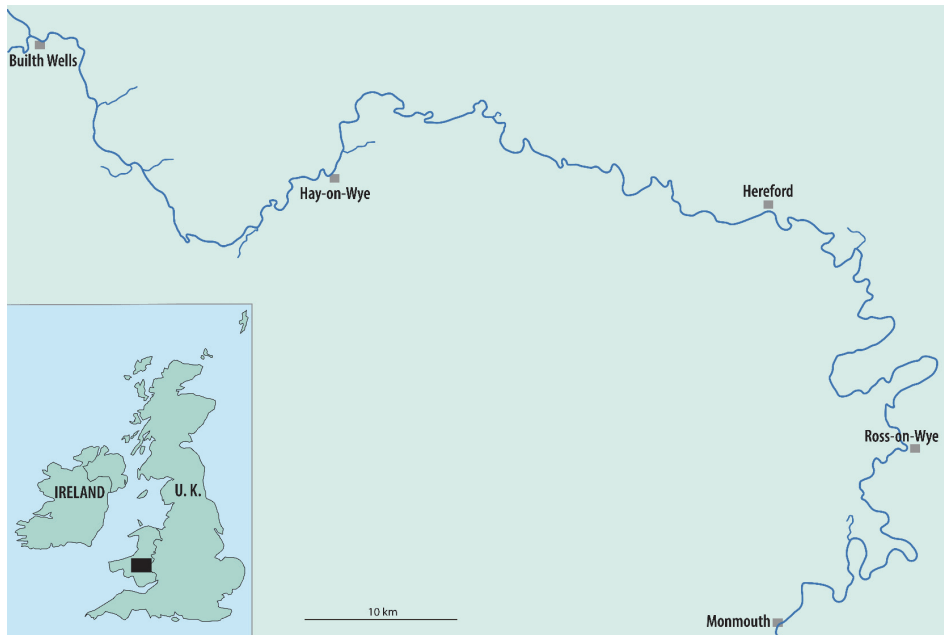 Builth Wells
Hay-on-Wye
Hereford
Ross-on-Wye
IRELAND
U. K.
10 km
Monmouth